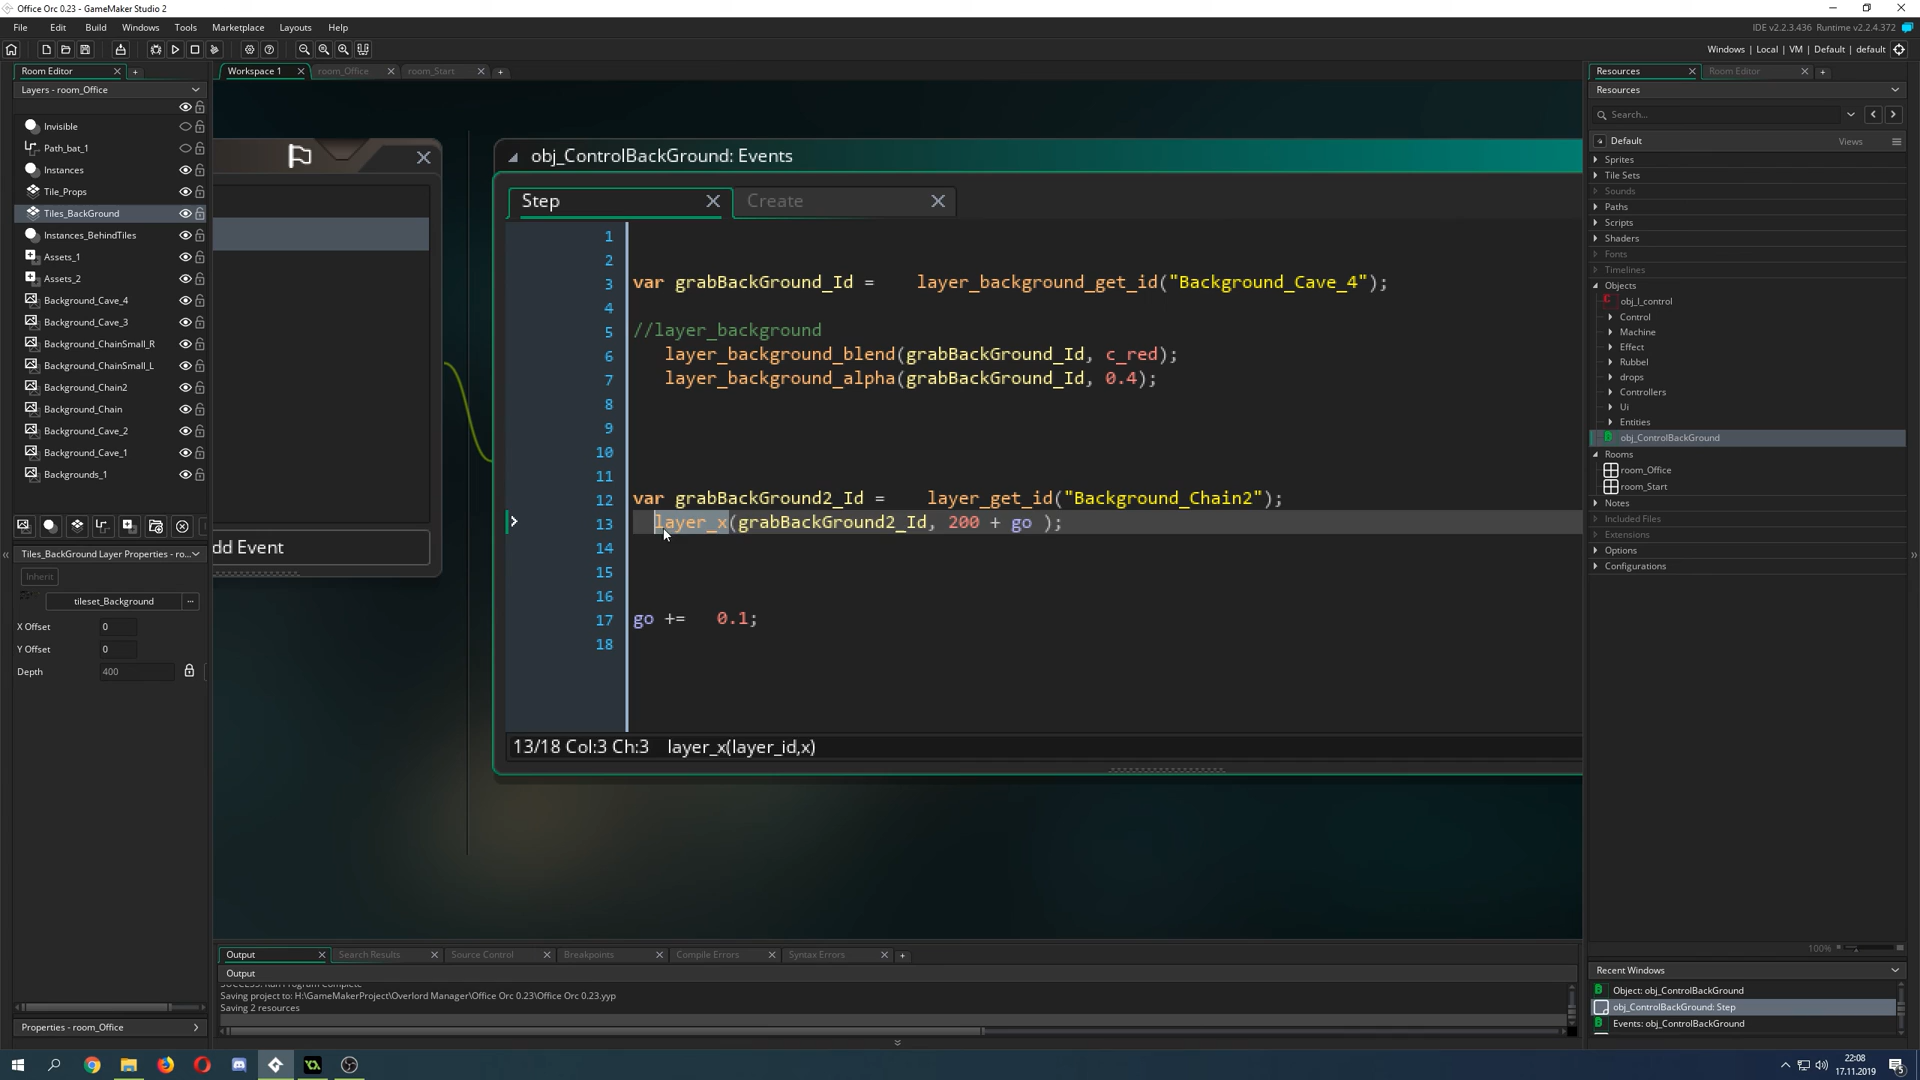 Office Orc 0.23 - GameMaker Studio 2
File Edit Build Windows Tools Marketplace Layouts Help
IDE v2.2.3.436 Runtime v2.2.4.372
Windows | Local | VM | Default | default
Room Editor
Workspace 1
room_Office
room_Start
Resources
Room Editor
Layers - room_Office
Resources
Search...
Invisible
Path_bat_1
Instances
Tile_Props
Tiles_BackGround
Instances_BehindTiles
Assets_1
Assets_2
Background_Cave_4
Background_Cave_3
Background_ChainSmall_R
Background_ChainSmall_L
Background_Chain2
Background_Chain
Background_Cave_2
Background_Cave_1
Backgrounds_1
Tiles_BackGround Layer Properties - ro...
Inherit
tileset_Background
...
X Offset 0
Y Offset 0
Depth 400
Properties - room_Office
dd Event
obj_ControlBackGround: Events
Step
Create
1
2
3 var grabBackGround_Id = layer_background_get_id("Background_Cave_4");
4
5 //layer_background
6 layer_background_blend(grabBackGround_Id, c_red);
7 layer_background_alpha(grabBackGround_Id, 0.4);
8
9
10
11
12 var grabBackGround2_Id = layer_get_id("Background_Chain2");
13 layer_x(grabBackGround2_Id, 200 + go );
14
15
16
17 go += 0.1;
18
13/18 Col:3 Ch:3 layer_x(layer_id,x)
Default
Views
Sprites
Tile Sets
Sounds
Paths
Scripts
Shaders
Fonts
Timelines
Objects
obj_I_control
Control
Machine
Effect
Rubbel
drops
Controllers
Ui
Entities
obj_ControlBackGround
Rooms
room_Office
room_Start
Notes
Included Files
Extensions
Options
Configurations
100%
Recent Windows
Object: obj_ControlBackGround
obj_ControlBackGround: Step
Events: obj_ControlBackGround
Output
Search Results
Source Control
Breakpoints
Compile Errors
Syntax Errors
Output
SUCCESS: Run Program Complete
Saving project to: H:\GameMakerProject\Overlord Manager\Office Orc 0.23\Office Orc 0.23.yyp
Saving 2 resources
22:08
17.11.2019
5